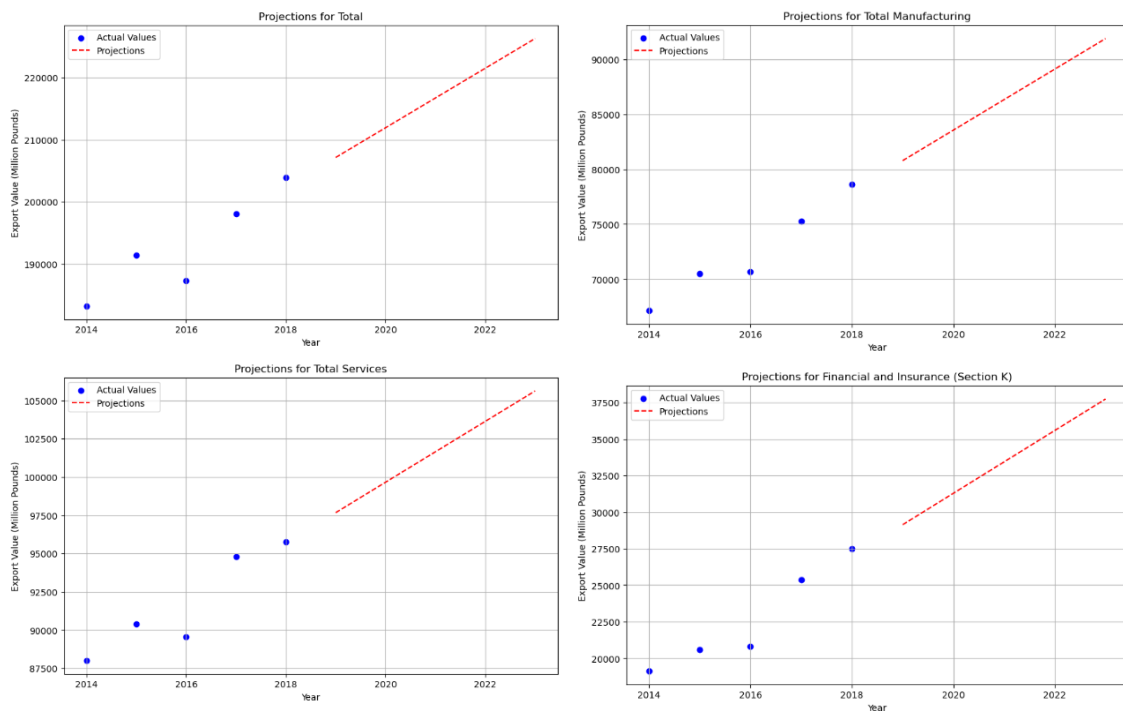 Projections for Total
Actual Values
Projections
Export Value (Million Pounds)
220000
210000
200000
190000
2014
2016
2018
2020
2022
Year
Projections for Total Manufacturing
Actual Values
Projections
Export Value (Million Pounds)
90000
85000
80000
75000
70000
2014
2016
2018
2020
2022
Year
Projections for Total Services
Actual Values
Projections
Export Value (Million Pounds)
105000
102500
100000
97500
95000
92500
90000
87500
2014
2016
2018
2020
2022
Year
Projections for Financial and Insurance (Section K)
Actual Values
Projections
Export Value (Million Pounds)
37500
35000
32500
30000
27500
25000
22500
20000
2014
2016
2018
2020
2022
Year